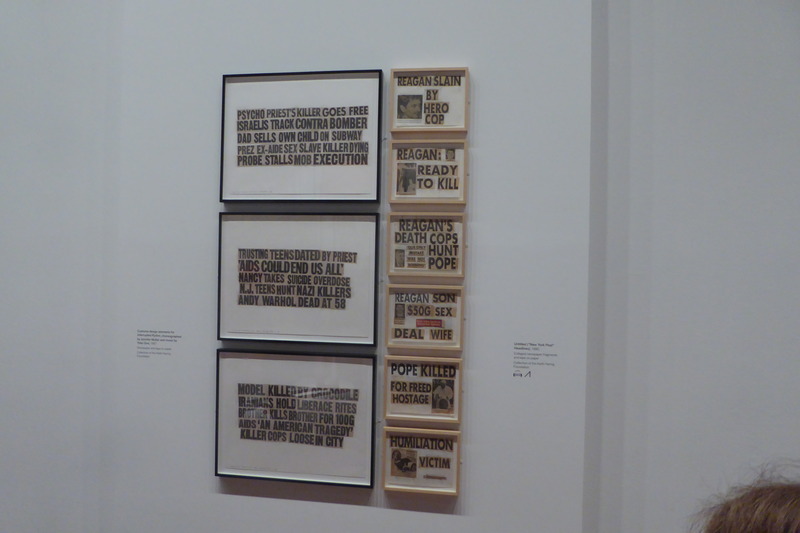 PSYCHO PRIEST'S KILLER GOES FREE
ISRAELIS TRACK CONTRA BOMBER
DAD SELLS OWN CHILD ON SUBWAY
PREZ EX-AIDE SEX SLAVE KILLER DYING
PROBE STALLS MOB EXECUTION
TRUSTING TEENS DATED BY PRIEST
'AIDS COULD END US ALL'
NANCY TAKES SUICIDE OVERDOSE
N.J. TEENS HUNT NAZI KILLERS
ANDY WARHOL DEAD AT 58
MODEL KILLED BY CROCODILE
IRANIANS HOLD LIBERACE RITES
BROTHER KILLS BROTHER FOR 100G
AIDS 'AN AMERICAN TRAGEDY'
KILLER COPS LOOSE IN CITY
REAGAN SLAIN
BY
HERO
COP
REAGAN:
READY
TO KILL
REAGAN'S
DEATH COPS
HUNT
POPE
REAGAN SON
$50G SEX
DEAL WIFE
POPE KILLED
FOR FREED
HOSTAGE
HUMILIATION
VICTIM